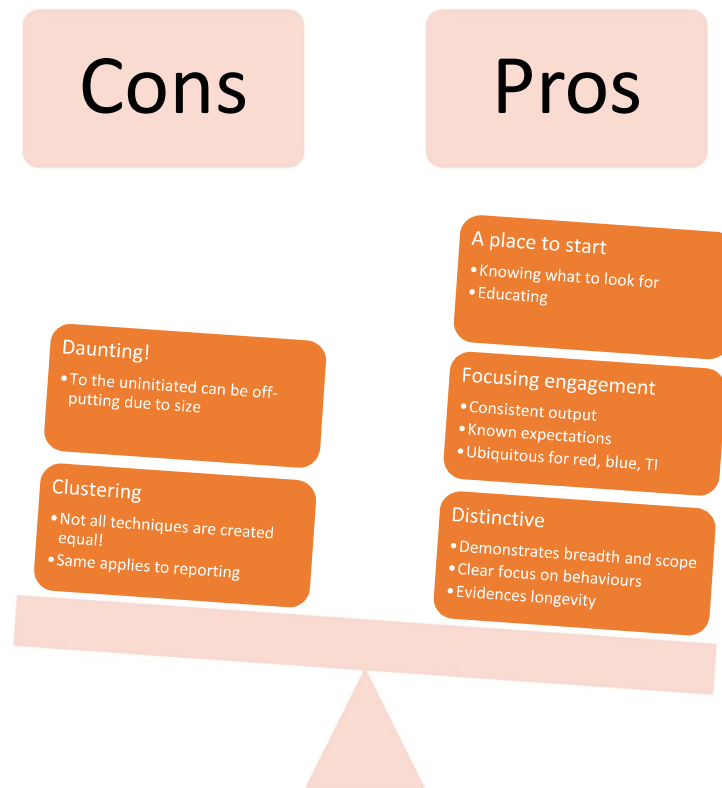 Cons
Pros
Daunting!
•To the uninitiated can be off-
putting due to size
Clustering
•Not all techniques are created
equal!
•Same applies to reporting
A place to start
•Knowing what to look for
•Educating
Focusing engagement
•Consistent output
•Known expectations
•Ubiquitous for red, blue, TI
Distinctive
•Demonstrates breadth and scope
•Clear focus on behaviours
•Evidences longevity